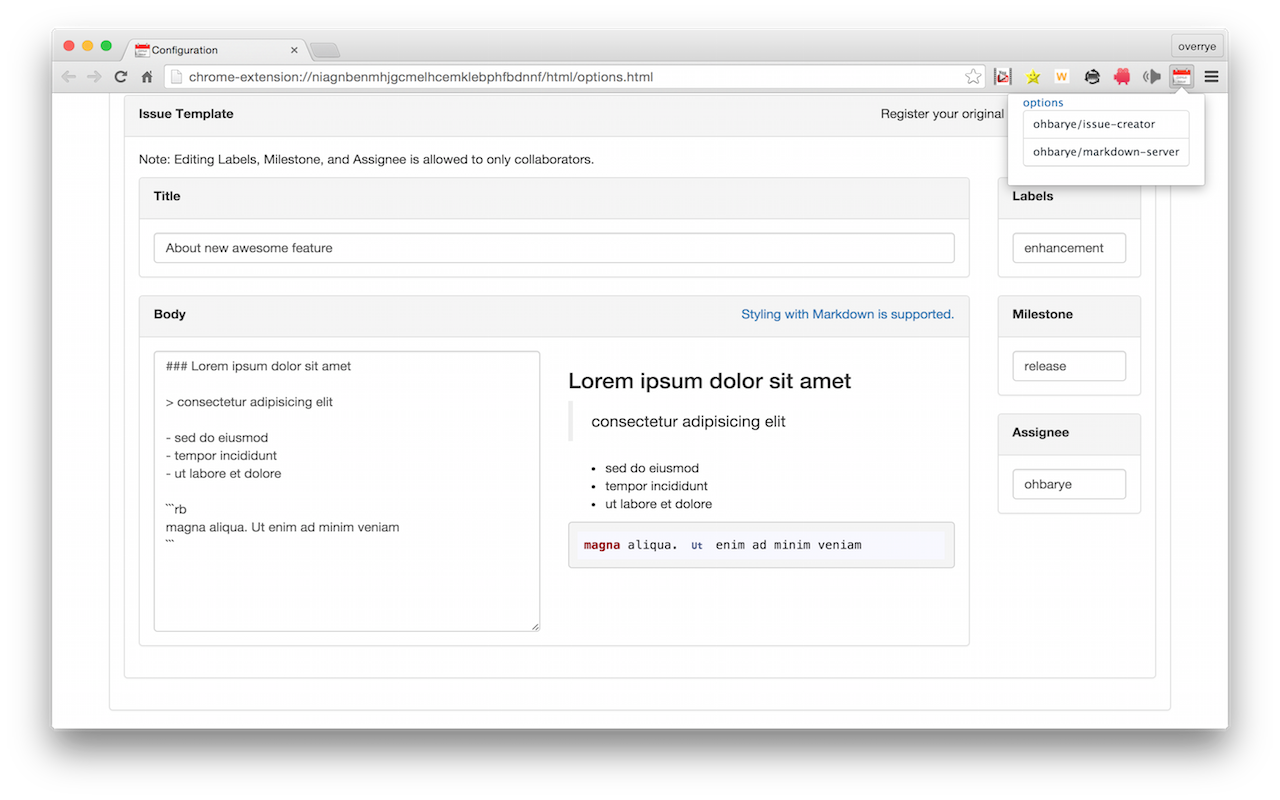 Configuration
overrye
chrome-extension://niagnbenmhjgcmelhcemklebphfbdnnf/html/options.html
W
options
ohbarye/issue-creator
ohbarye/markdown-server
Issue Template
Register your original
Note: Editing Labels, Milestone, and Assignee is allowed to only collaborators.
Title
About new awesome feature
Labels
enhancement
Body
Styling with Markdown is supported.
### Lorem ipsum dolor sit amet
> consectetur adipisicing elit
- sed do eiusmod
- tempor incididunt
- ut labore et dolore
```rb
magna aliqua. Ut enim ad minim veniam
```
Lorem ipsum dolor sit amet
consectetur adipisicing elit
• sed do eiusmod
• tempor incididunt
• ut labore et dolore
magna aliqua. Ut enim ad minim veniam
Milestone
release
Assignee
ohbarye